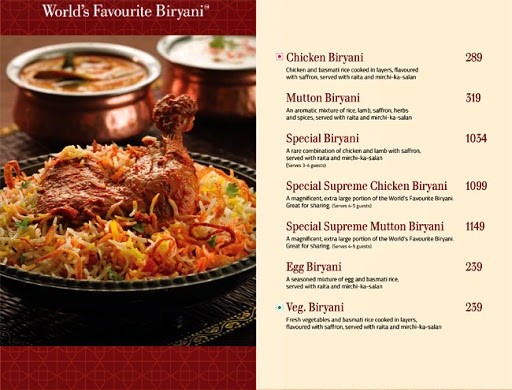 World's Favourite Biryani™
Chicken Biryani 289
Chicken and basmati rice cooked in layers, flavoured
with saffron, served with raita and mirchi-ka-salan
Mutton Biryani 319
An aromatic mixture of rice, lamb, saffron, herbs
and spices, served with raita and mirchi-ka-salan
Special Biryani 1034
A rare combination of chicken and lamb with saffron,
served with raita and mirchi-ka-salan
(Serves 3-4 guests)
Special Supreme Chicken Biryani 1099
A magnificent, extra large portion of the World's Favourite Biryani.
Great for sharing. (Serves 4-5 guests)
Special Supreme Mutton Biryani 1149
A magnificent, extra large portion of the World's Favourite Biryani.
Great for sharing. (Serves 4-5 guests)
Egg Biryani 239
A seasoned mixture of egg and basmati rice,
served with raita and mirchi-ka-salan
Veg. Biryani 239
Fresh vegetables and basmati rice cooked in layers,
flavoured with saffron, served with raita and mirchi-ka-salan